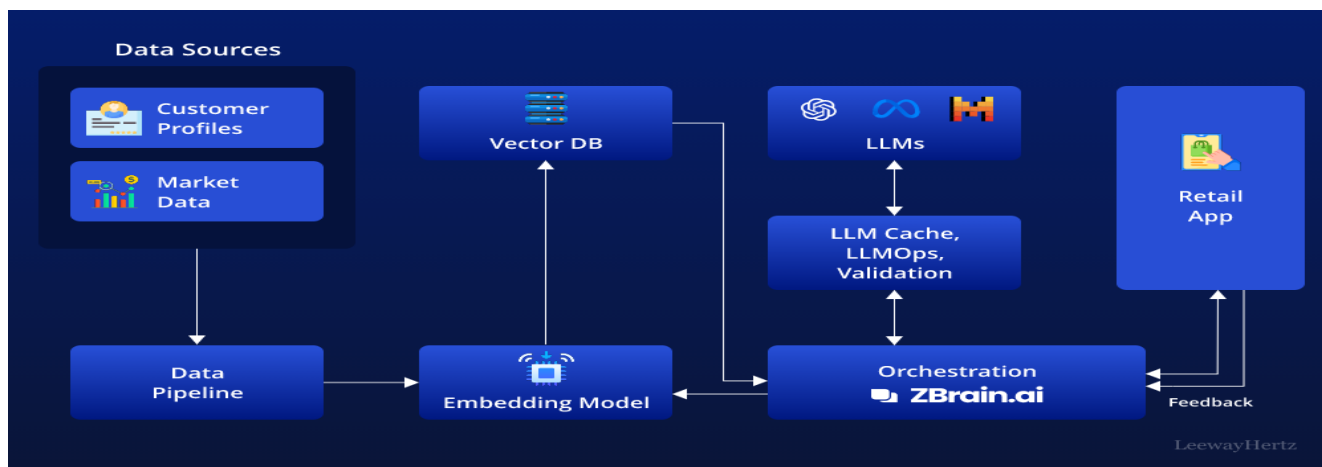 Data Sources
Customer
Profiles
Market
Data
Vector DB
LLMs
LLM Cache,
LLMOps,
Validation
Retail
App
Data
Pipeline
Embedding Model
Orchestration
ZBrain.ai
Feedback
LeewayHertz